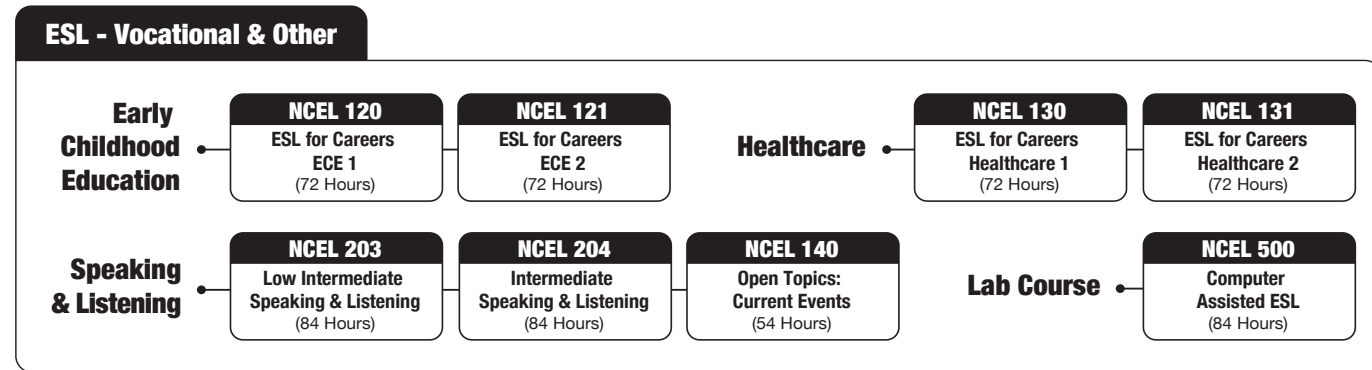 ESL - Vocational & Other
Early
Childhood
Education
NCEL 120
ESL for Careers
ECE 1
(72 Hours)
NCEL 121
ESL for Careers
ECE 2
(72 Hours)
Healthcare
NCEL 130
ESL for Careers
Healthcare 1
(72 Hours)
NCEL 131
ESL for Careers
Healthcare 2
(72 Hours)
Speaking
& Listening
NCEL 203
Low Intermediate
Speaking & Listening
(84 Hours)
NCEL 204
Intermediate
Speaking & Listening
(84 Hours)
NCEL 140
Open Topics:
Current Events
(54 Hours)
Lab Course
NCEL 500
Computer
Assisted ESL
(84 Hours)